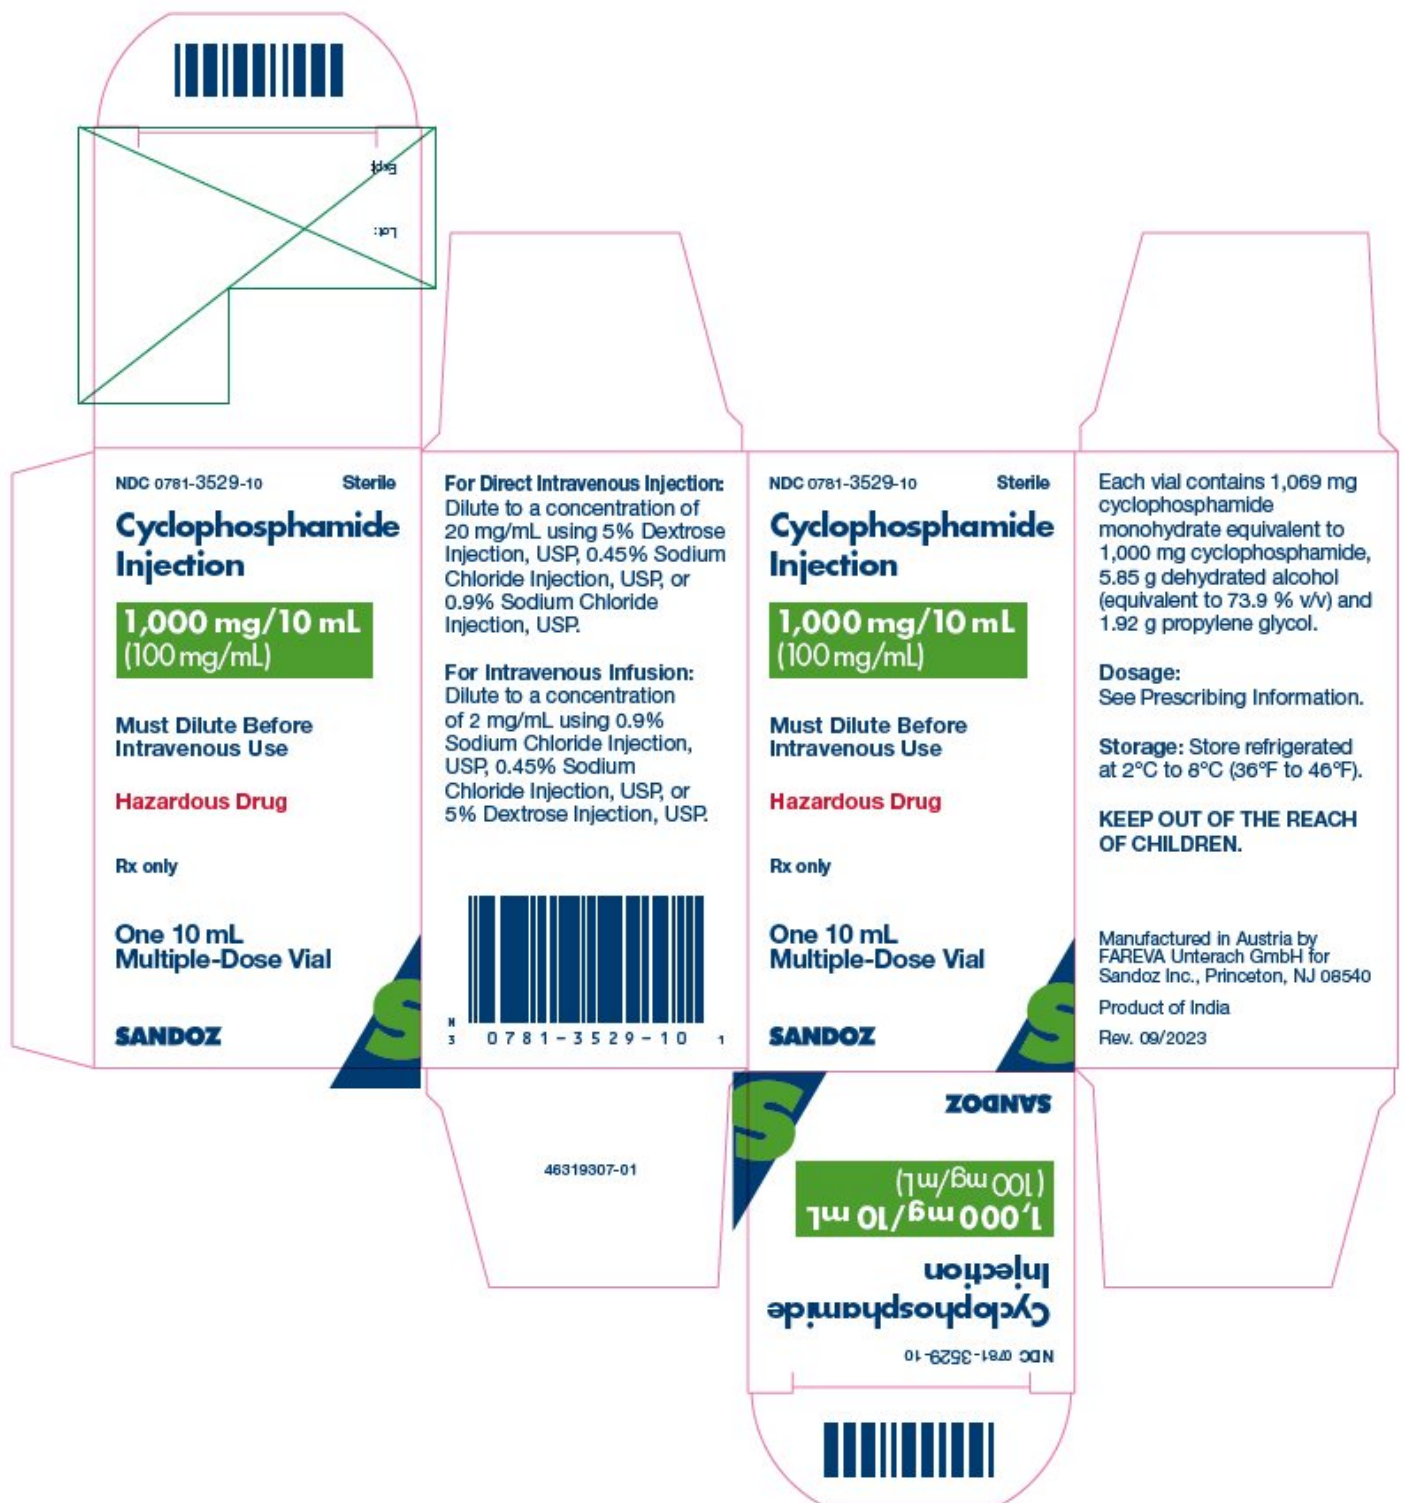 Exp:
Lot:
NDC 0781-3529-10 Sterile
Cyclophosphamide
Injection
1,000 mg/10 mL
(100 mg/mL)
Must Dilute Before
Intravenous Use
Hazardous Drug
Rx only
One 10 mL
Multiple-Dose Vial
SANDOZ
S
For Direct Intravenous Injection:
Dilute to a concentration of
20 mg/mL using 5% Dextrose
Injection, USP, 0.45% Sodium
Chloride Injection, USP, or
0.9% Sodium Chloride
Injection, USP.
For Intravenous Infusion:
Dilute to a concentration
of 2 mg/mL using 0.9%
Sodium Chloride Injection,
USP, 0.45% Sodium
Chloride Injection, USP, or
5% Dextrose Injection, USP.
N
3 0781-3529-10 1
46319307-01
NDC 0781-3529-10 Sterile
Cyclophosphamide
Injection
1,000 mg/10 mL
(100 mg/mL)
Must Dilute Before
Intravenous Use
Hazardous Drug
Rx only
One 10 mL
Multiple-Dose Vial
SANDOZ
S
Each vial contains 1,069 mg
cyclophosphamide
monohydrate equivalent to
1,000 mg cyclophosphamide,
5.85 g dehydrated alcohol
(equivalent to 73.9 % v/v) and
1.92 g propylene glycol.
Dosage:
See Prescribing Information.
Storage: Store refrigerated
at 2°C to 8°C (36°F to 46°F).
KEEP OUT OF THE REACH
OF CHILDREN.
Manufactured in Austria by
FAREVA Unterach GmbH for
Sandoz Inc., Princeton, NJ 08540
Product of India
Rev. 09/2023
NDC 0781-3529-10
Cyclophosphamide
Injection
1,000 mg/10 mL
(100 mg/mL)
SANDOZ
S